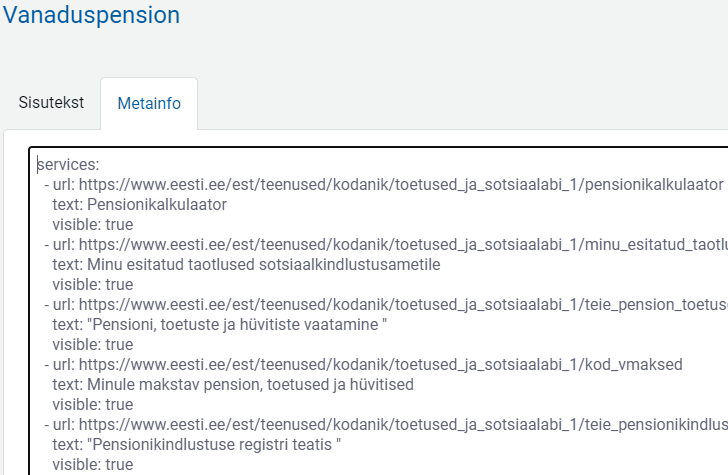 Vanaduspension
Sisutekst Metainfo
services:
- url: https://www.eesti.ee/est/teenused/kodanik/toetused_ja_sotsiaalabi_1/pensionikalkulaator
text: Pensionikalkulaator
visible: true
- url: https://www.eesti.ee/est/teenused/kodanik/toetused_ja_sotsiaalabi_1/minu_esitatud_taotlu
text: Minu esitatud taotlused sotsiaalkindlustusametile
visible: true
- url: https://www.eesti.ee/est/teenused/kodanik/toetused_ja_sotsiaalabi_1/teie_pension_toetuse
text: "Pensioni, toetuste ja hüvitiste vaatamine "
visible: true
- url: https://www.eesti.ee/est/teenused/kodanik/toetused_ja_sotsiaalabi_1/kod_vmaksed
text: Minule makstav pension, toetused ja hüvitised
visible: true
- url: https://www.eesti.ee/est/teenused/kodanik/toetused_ja_sotsiaalabi_1/teie_pensionikindlus
text: "Pensionikindlustuse registri teatis "
visible: true